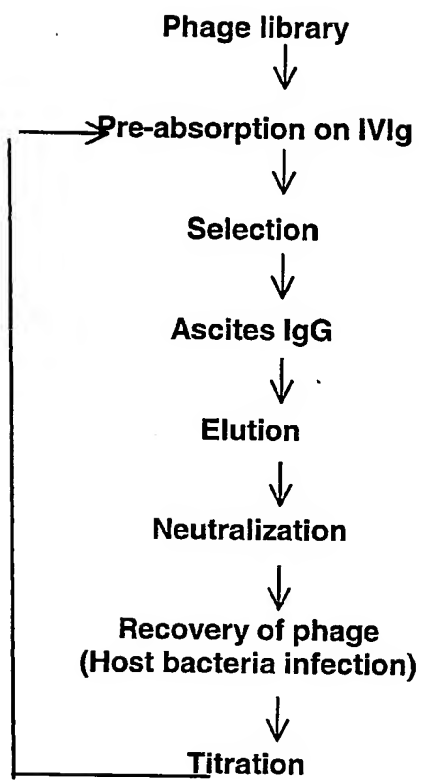 Phage library
Pre-absorption on IVIg
Selection
Ascites IgG
Elution
Neutralization
Recovery of phage
(Host bacteria infection)
Titration